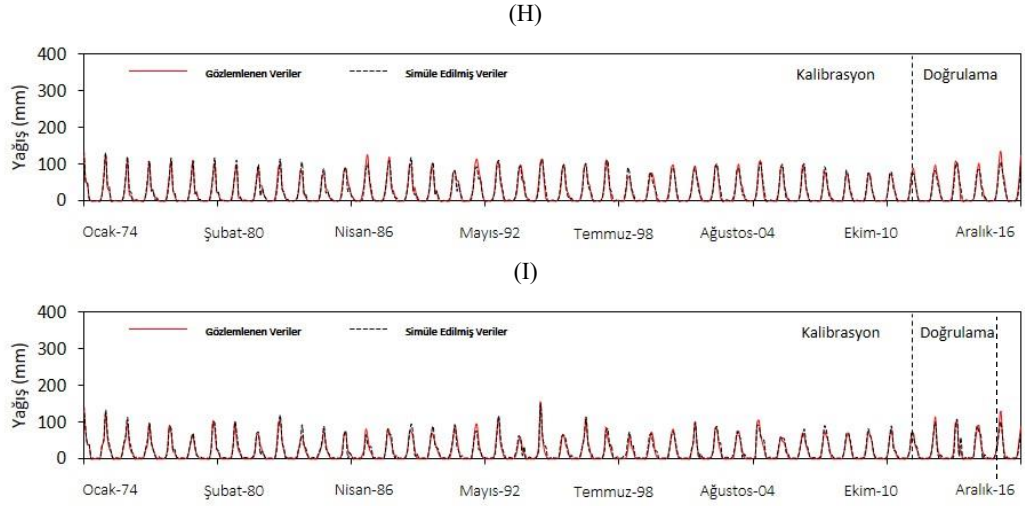 (H)
400
Gözlemlenen Veriler
Simüle Edilmiş Veriler
Kalibrasyon
Doğrulama
300
200
100
0
Yağış (mm)
Ocak-74
Şubat-80
Nisan-86
Mayıs-92
Temmuz-98
Ağustos-04
Ekim-10
Aralık-16
(I)
400
Gözlemlenen Veriler
Simüle Edilmiş Veriler
Kalibrasyon
Doğrulama
300
200
100
0
Yağış (mm)
Ocak-74
Şubat-80
Nisan-86
Mayıs-92
Temmuz-98
Ağustos-04
Ekim-10
Aralık-16